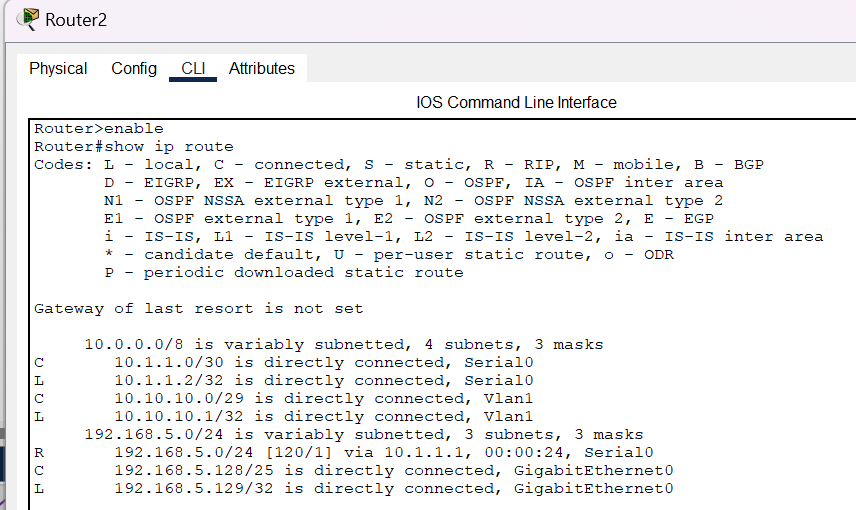 Router2
Physical Config CLI Attributes
IOS Command Line Interface
Router>enable
Router#show ip route
Codes: L - local, C - connected, S - static, R - RIP, M - mobile, B - BGP
D - EIGRP, EX - EIGRP external, O - OSPF, IA - OSPF inter area
N1 - OSPF NSSA external type 1, N2 - OSPF NSSA external type 2
E1 - OSPF external type 1, E2 - OSPF external type 2, E - EGP
i - IS-IS, L1 - IS-IS level-1, L2 - IS-IS level-2, ia - IS-IS inter area
* - candidate default, U - per-user static route, o - ODR
P - periodic downloaded static route
Gateway of last resort is not set
10.0.0.0/8 is variably subnetted, 4 subnets, 3 masks
C 10.1.1.0/30 is directly connected, Serial0
L 10.1.1.2/32 is directly connected, Serial0
C 10.10.10.0/29 is directly connected, Vlan1
L 10.10.10.1/32 is directly connected, Vlan1
192.168.5.0/24 is variably subnetted, 3 subnets, 3 masks
R 192.168.5.0/24 [120/1] via 10.1.1.1, 00:00:24, Serial0
C 192.168.5.128/25 is directly connected, GigabitEthernet0
L 192.168.5.129/32 is directly connected, GigabitEthernet0